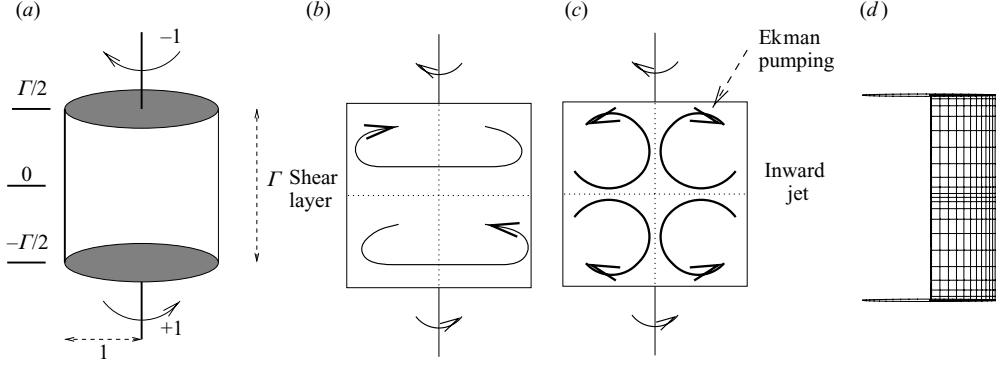 (a)
–1
Γ/2
0
Γ
–Γ/2
+1
1
(b)
Shear
layer
(c)
Ekman
pumping
Inward
jet
(d)